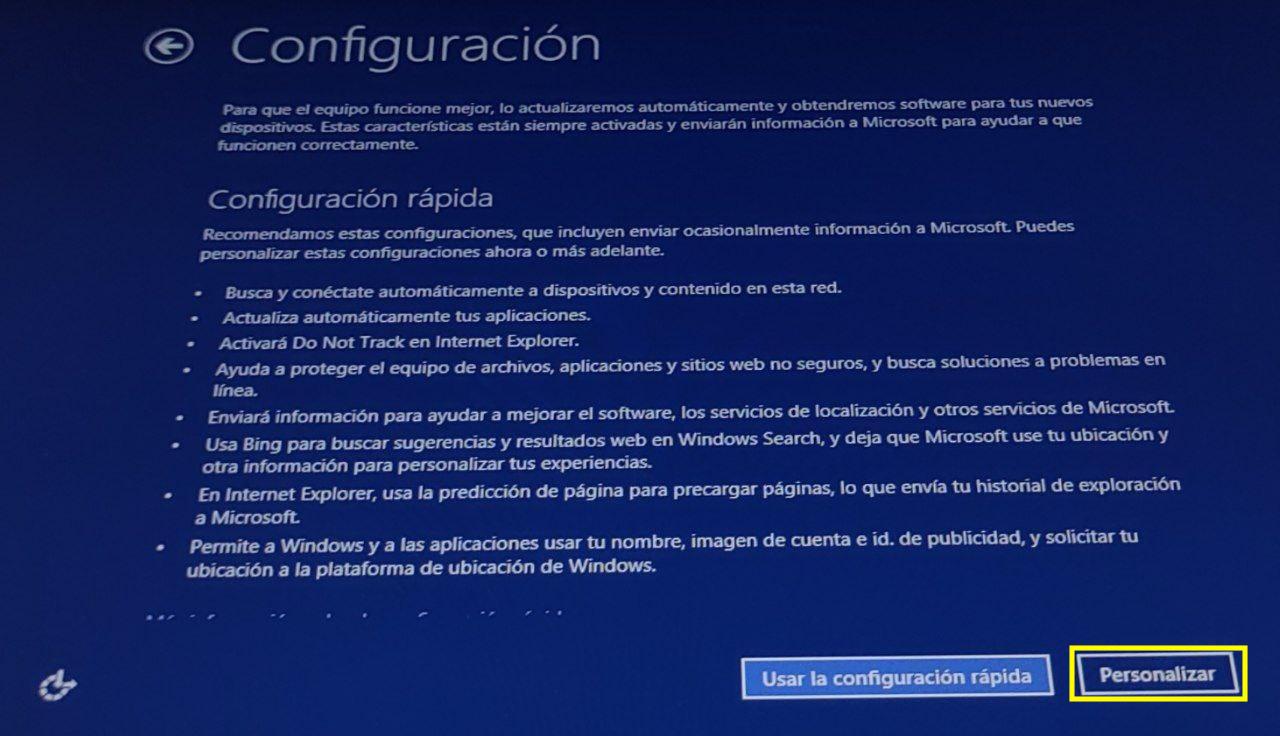 Configuración
Para que el equipo funcione mejor, lo actualizaremos automáticamente y obtendremos software para tus nuevos
dispositivos. Estas características están siempre activadas y enviarán información a Microsoft para ayudar a que
funcionen correctamente.
Configuración rápida
Recomendamos estas configuraciones, que incluyen enviar ocasionalmente información a Microsoft. Puedes
personalizar estas configuraciones ahora o más adelante.
• Busca y conéctate automáticamente a dispositivos y contenido en esta red.
• Actualiza automáticamente tus aplicaciones.
• Activará Do Not Track en Internet Explorer.
• Ayuda a proteger el equipo de archivos, aplicaciones y sitios web no seguros, y busca soluciones a problemas en
línea.
• Enviará información para ayudar a mejorar el software, los servicios de localización y otros servicios de Microsoft.
• Usa Bing para buscar sugerencias y resultados web en Windows Search, y deja que Microsoft use tu ubicación y
otra información para personalizar tus experiencias.
• En Internet Explorer, usa la predicción de página para precargar páginas, lo que envía tu historial de exploración
a Microsoft.
• Permite a Windows y a las aplicaciones usar tu nombre, imagen de cuenta e id. de publicidad, y solicitar tu
ubicación a la plataforma de ubicación de Windows.
Usar la configuración rápida
Personalizar